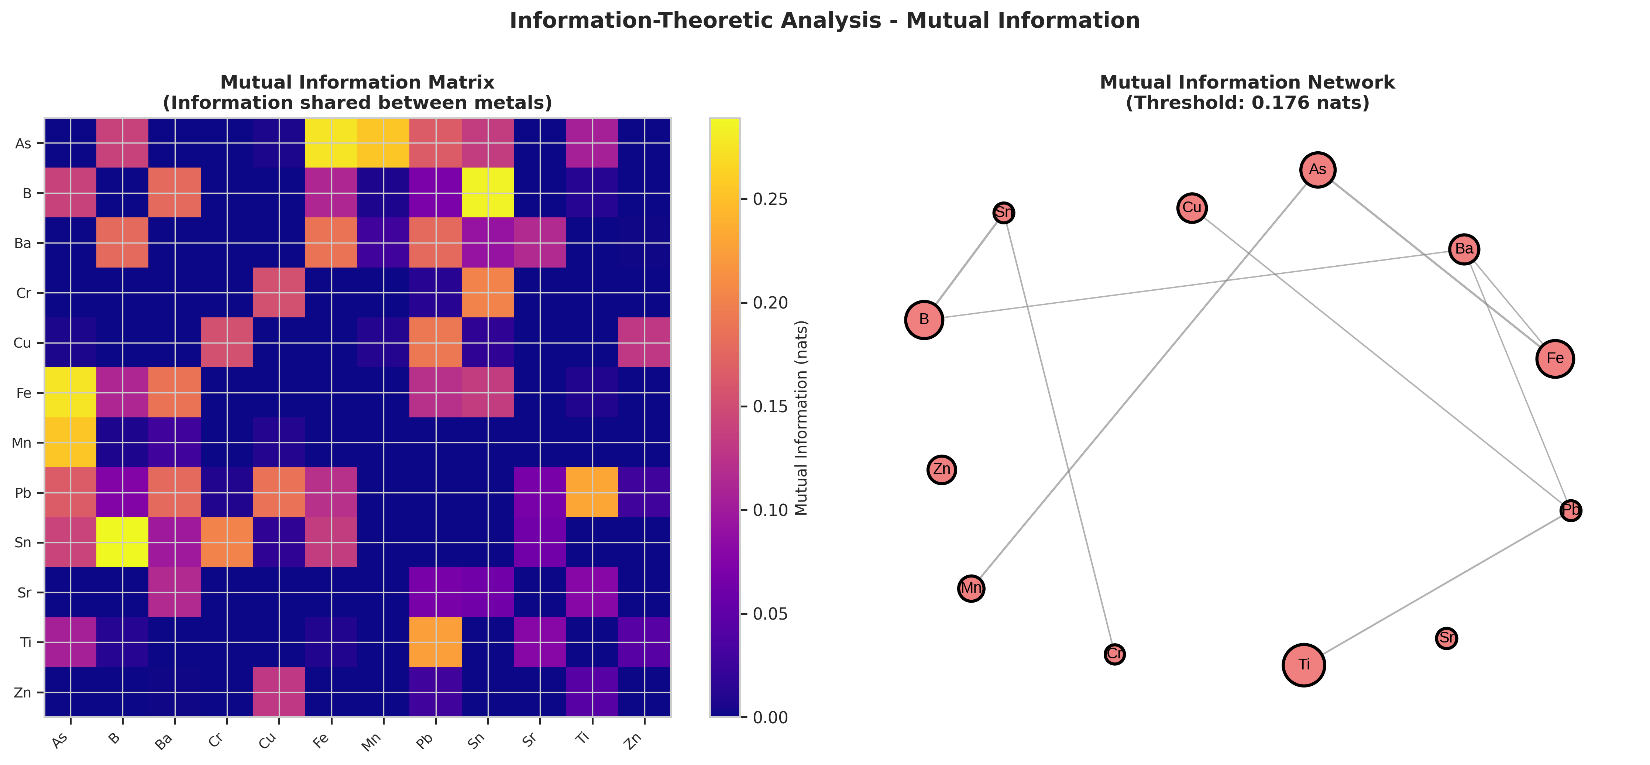 Information-Theoretic Analysis - Mutual Information
Mutual Information Matrix
(Information shared between metals)
As
B
Ba
Cr
Cu
Fe
Mn
Pb
Sn
Sr
Ti
Zn
As
B
Ba
Cr
Cu
Fe
Mn
Pb
Sn
Sr
Ti
Zn
0.25
0.20
0.15
0.10
0.05
0.00
Mutual Information (nats)
Mutual Information Network
(Threshold: 0.176 nats)
As
Cu
Sn
Ba
B
Fe
Zn
Pb
Mn
Cr
Sr
Ti